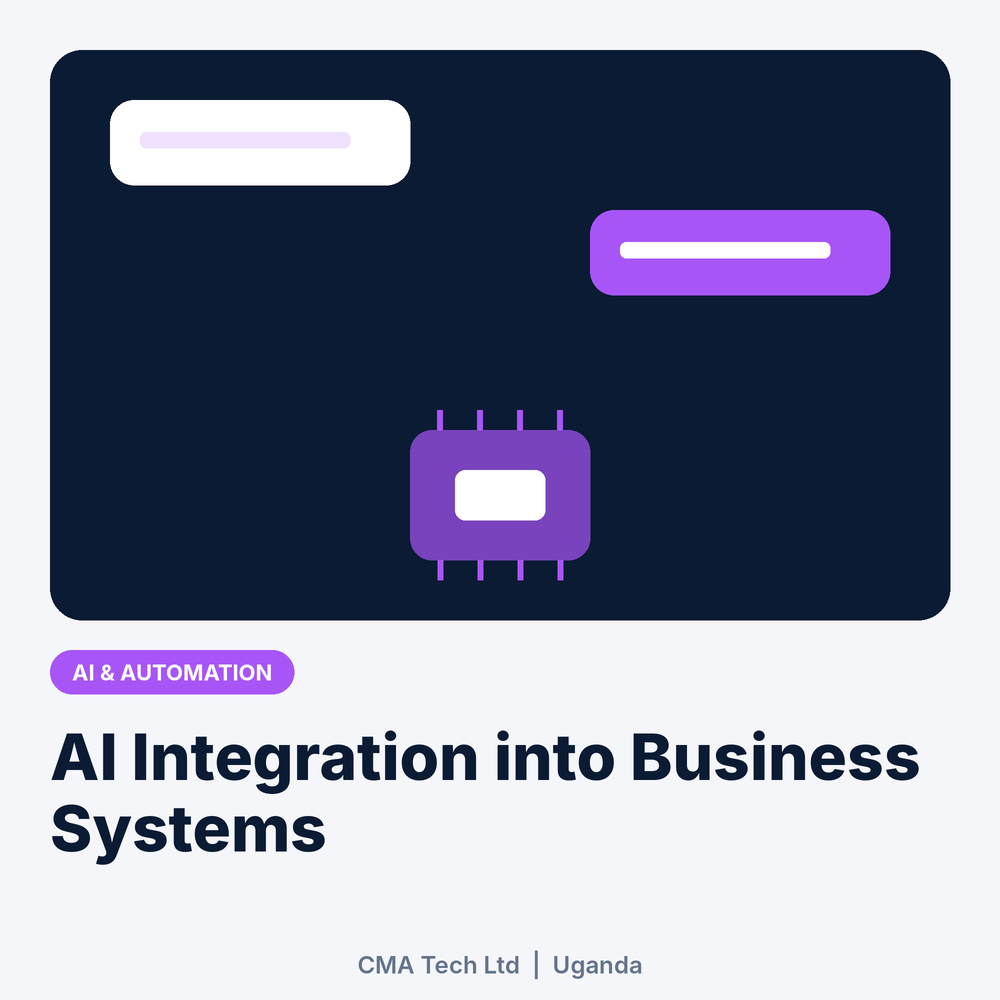 AI & AUTOMATION
AI Integration into Business
Systems
CMA Tech Ltd | Uganda